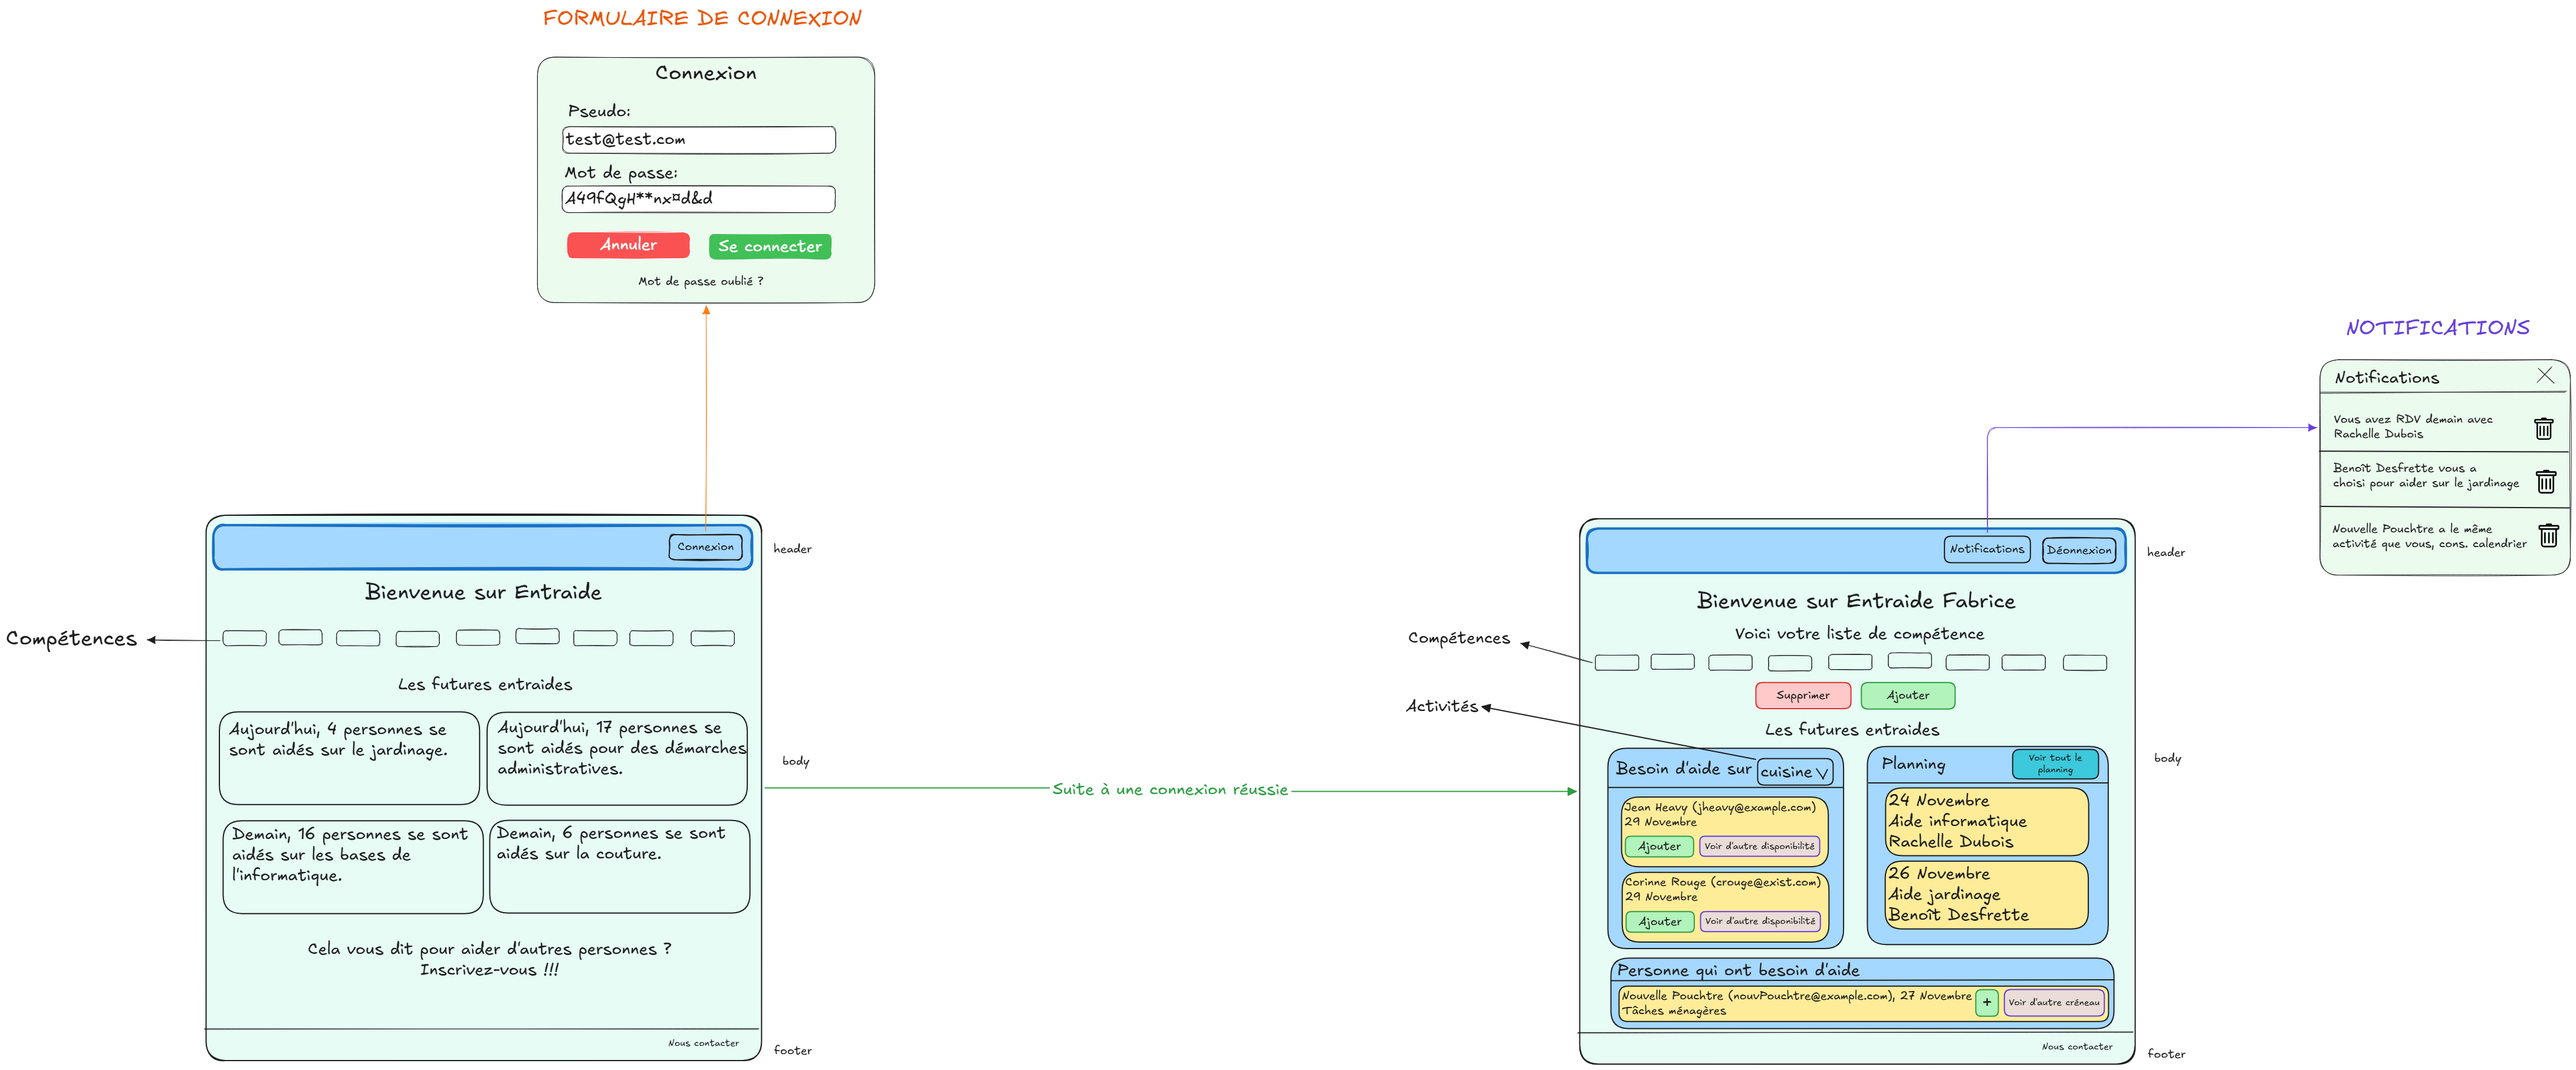 FORMULAIRE DE CONNEXION
Connexion
Pseudo:
test@test.com
Mot de passe:
A49fQgH**nx¤d&d
Annuler
Se connecter
Mot de passe oublié ?
Connexion
header
Bienvenue sur Entraide
Compétences
Les futures entraides
Aujourd'hui, 4 personnes se
sont aidés sur le jardinage.
Aujourd'hui, 17 personnes se
sont aidés pour des démarches
administratives.
body
Demain, 16 personnes se sont
aidés sur les bases de
l'informatique.
Demain, 6 personnes se sont
aidés sur la couture.
Cela vous dit pour aider d'autres personnes ?
Inscrivez-vous !!!
Nous contacter
footer
Suite à une connexion réussie
Notifications
Déonnexion
header
Bienvenue sur Entraide Fabrice
Voici votre liste de compétence
Compétences
Supprimer
Ajouter
Activités
Les futures entraides
Besoin d'aide sur
cuisine
Jean Heavy (jheavy@example.com)
29 Novembre
Ajouter
Voir d'autre disponibilité
Corinne Rouge (crouge@exist.com)
29 Novembre
Ajouter
Voir d'autre disponibilité
Planning
Voir tout le
planning
24 Novembre
Aide informatique
Rachelle Dubois
26 Novembre
Aide jardinage
Benoît Desfrette
body
Personne qui ont besoin d'aide
Nouvelle Pouchtre (nouvPouchtre@example.com), 27 Novembre
Tâches ménagères
+
Voir d'autre créneau
Nous contacter
footer
NOTIFICATIONS
Notifications
Vous avez RDV demain avec
Rachelle Dubois
Benoît Desfrette vous a
choisi pour aider sur le jardinage
Nouvelle Pouchtre a le même
activité que vous, cons. calendrier